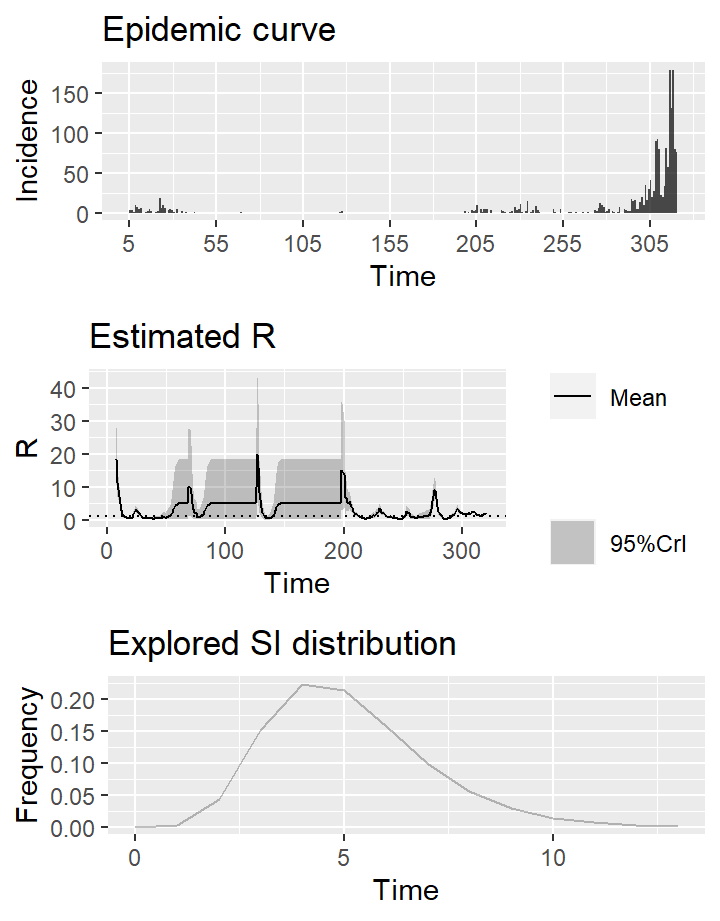 Epidemic curve
Incidence
150
100
50
0
5 55 105 155 205 255 305
Time
Estimated R
R
40
30
20
10
0
0 100 200 300
Time
Mean
95%CrI
Explored SI distribution
Frequency
0.20
0.15
0.10
0.05
0.00
0 5 10
Time